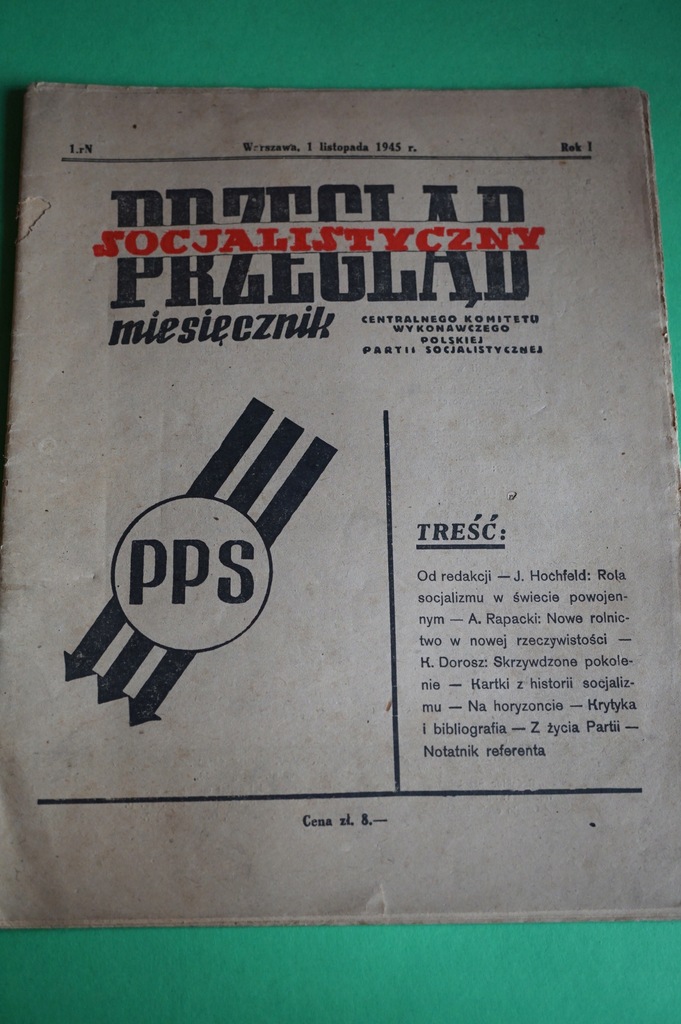 1.rN Warszawa, 1 listopada 1945 r. Rok I
PRZEGLĄD
SOCJALISTYCZNY
miesięcznik
CENTRALNEGO KOMITETU
WYKONAWCZEGO
POLSKIEJ
PARTII SOCJALISTYCZNEJ
PPS
TREŚĆ:
Od redakcji — J. Hochfeld: Rola
socjalizmu w świecie powojen-
nym — A. Rapacki: Nowe rolnic-
two w nowej rzeczywistości —
K. Dorosz: Skrzywdzone pokole-
nie — Kartki z historii socjaliz-
mu — Na horyzoncie — Krytyka
i bibliografia — Z życia Partii —
Notatnik referenta
Cena zł. 8.—